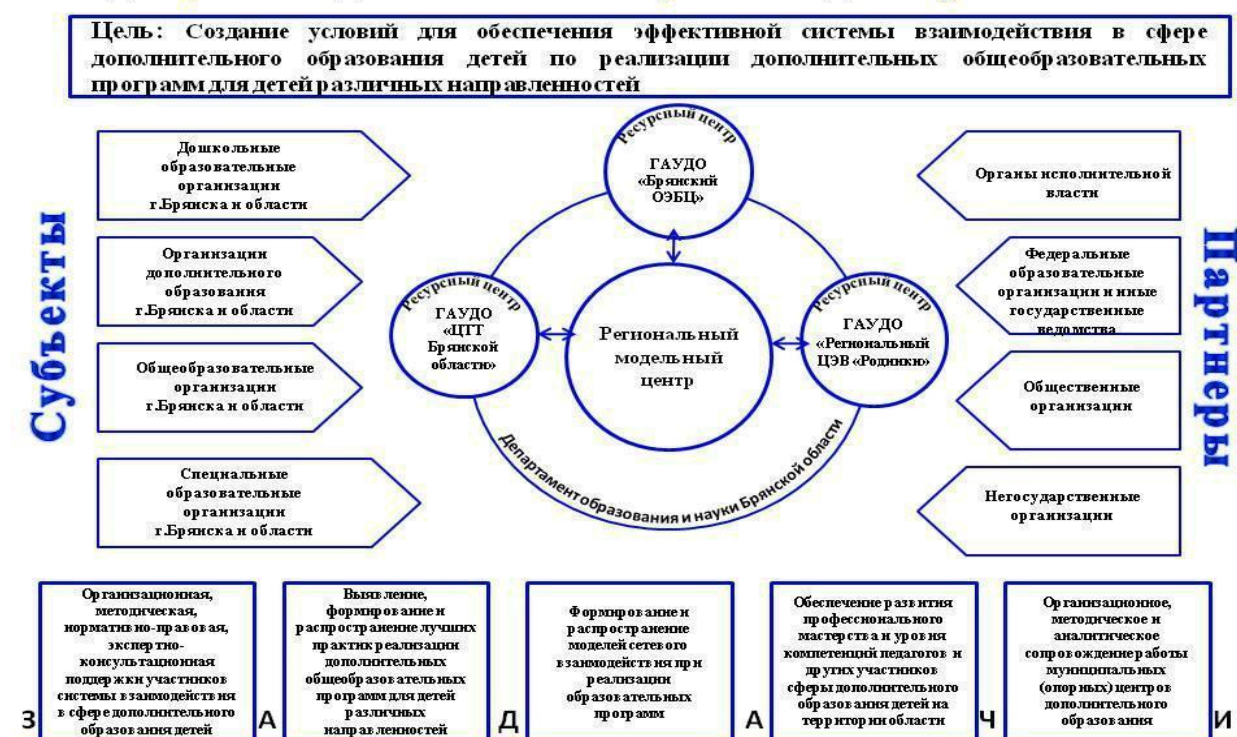 Цель: Создание условий для обеспечения эффективной системы взаимодействия в сфере
дополнительного образования детей по реализации дополнительных общеобразовательных
программ для детей различных направленностей
Субъекты
Дошкольные
образовательные
организации
г.Брянска и области
Организации
дополнительного
образования
г.Брянска и области
Общеобразовательные
организации
г.Брянска и области
Специальные
образовательные
организации
г.Брянска и области
Ресурсный центр
ГАУДО
«Брянский
ОЭБЦ»
Ресурсный центр
ГАУДО
«ЦТТ
Брянской
области»
Региональный
модельный
центр
Ресурсный центр
ГАУДО
«Региональный
ЦЭВ «Родники»
Департамент образования и науки Брянской области
Органы исполнительной
власти
Федеральные
образовательные
организации и иные
государственные
ведомства
Общественные
организации
Негосударственные
организации
Партнеры
З
Организационная,
методическая,
нормативно-правовая,
экспертно-
консультационная
поддержки участников
системы взаимодействия
в сфере дополнительного
образования детей
А
Выявление,
формирование и
распространение лучших
практик реализации
дополнительных
общеобразовательных
программ для детей
различных
направленностей
Д
Формирование и
распространение
моделей сетевого
взаимодействия при
реализации
образовательных
программ
А
Обеспечение развития
профессионального
мастерства и уровня
компетенций педагогов и
других участников
сферы дополнительного
образования детей на
территории области
Ч
Организационное,
методическое и
аналитическое
сопровождение работы
муниципальных
(опорных) центров
дополнительного
образования
И